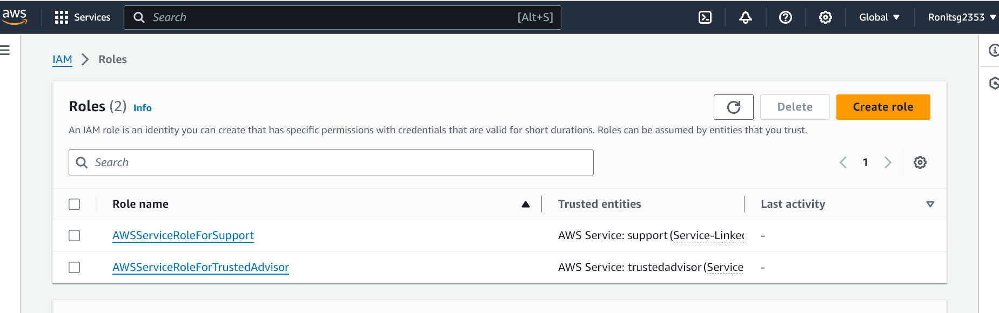 aws Services Search [Alt+S] Global Ronitsg2353
IAM > Roles
Roles (2) Info Delete Create role
An IAM role is an identity you can create that has specific permissions with credentials that are valid for short durations. Roles can be assumed by entities that you trust.
Search 1
Role name Trusted entities Last activity
AWSServiceRoleForSupport AWS Service: support (Service-Linked -
AWSServiceRoleForTrustedAdvisor AWS Service: trustedadvisor (Service -